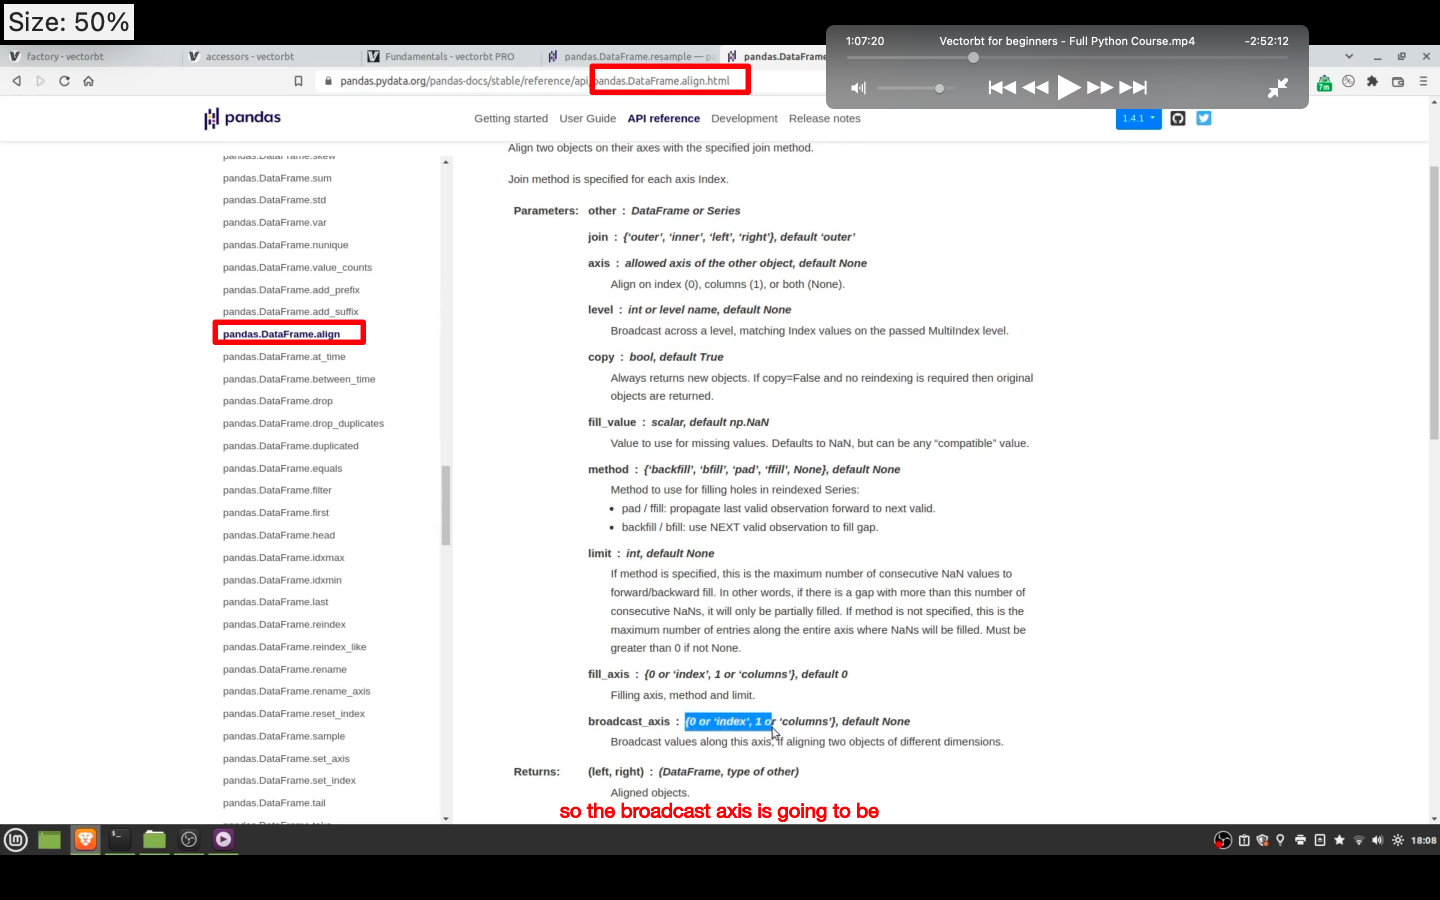 Size: 50%
factory - vectorbt
accessors - vectorbt
Fundamentals - vectorbt PRO
pandas.DataFrame.resample — p
pandas.DataFrame
1:07:20
Vectorbt for beginners - Full Python Course.mp4
-2:52:12
pandas.pydata.org/pandas-docs/stable/reference/api/pandas.DataFrame.align.html
7m
pandas
Getting started
User Guide
API reference
Development
Release notes
1.4.1
pandas.DataFrame.skew
pandas.DataFrame.sum
pandas.DataFrame.std
pandas.DataFrame.var
pandas.DataFrame.nunique
pandas.DataFrame.value_counts
pandas.DataFrame.add_prefix
pandas.DataFrame.add_suffix
pandas.DataFrame.align
pandas.DataFrame.at_time
pandas.DataFrame.between_time
pandas.DataFrame.drop
pandas.DataFrame.drop_duplicates
pandas.DataFrame.duplicated
pandas.DataFrame.equals
pandas.DataFrame.filter
pandas.DataFrame.first
pandas.DataFrame.head
pandas.DataFrame.idxmax
pandas.DataFrame.idxmin
pandas.DataFrame.last
pandas.DataFrame.reindex
pandas.DataFrame.reindex_like
pandas.DataFrame.rename
pandas.DataFrame.rename_axis
pandas.DataFrame.reset_index
pandas.DataFrame.sample
pandas.DataFrame.set_axis
pandas.DataFrame.set_index
pandas.DataFrame.tail
Align two objects on their axes with the specified join method.
Join method is specified for each axis Index.
Parameters: other : DataFrame or Series
join : {‘outer’, ‘inner’, ‘left’, ‘right’}, default ‘outer’
axis : allowed axis of the other object, default None
Align on index (0), columns (1), or both (None).
level : int or level name, default None
Broadcast across a level, matching Index values on the passed MultiIndex level.
copy : bool, default True
Always returns new objects. If copy=False and no reindexing is required then original
objects are returned.
fill_value : scalar, default np.NaN
Value to use for missing values. Defaults to NaN, but can be any “compatible” value.
method : {‘backfill’, ‘bfill’, ‘pad’, ‘ffill’, None}, default None
Method to use for filling holes in reindexed Series:
• pad / ffill: propagate last valid observation forward to next valid.
• backfill / bfill: use NEXT valid observation to fill gap.
limit : int, default None
If method is specified, this is the maximum number of consecutive NaN values to
forward/backward fill. In other words, if there is a gap with more than this number of
consecutive NaNs, it will only be partially filled. If method is not specified, this is the
maximum number of entries along the entire axis where NaNs will be filled. Must be
greater than 0 if not None.
fill_axis : {0 or ‘index’, 1 or ‘columns’}, default 0
Filling axis, method and limit.
broadcast_axis : {0 or ‘index’, 1 or ‘columns’}, default None
Broadcast values along this axis, if aligning two objects of different dimensions.
Returns: (left, right) : (DataFrame, type of other)
Aligned objects.
so the broadcast axis is going to be
18:08